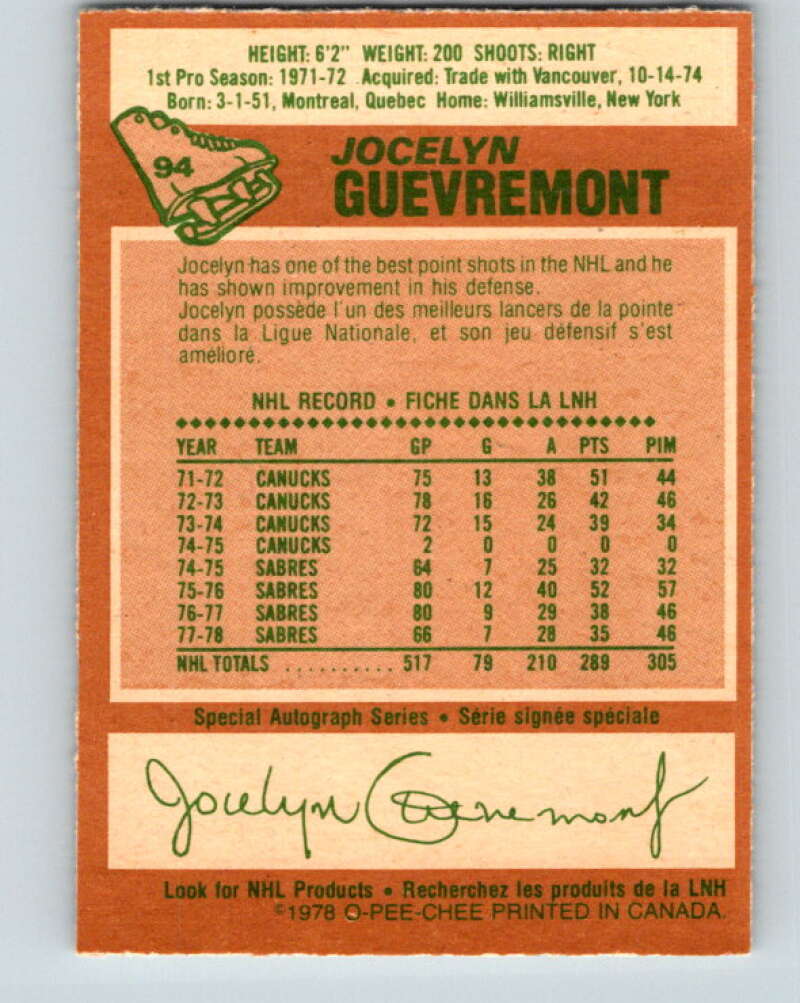 HEIGHT: 6'2" WEIGHT: 200 SHOOTS: RIGHT
1st Pro Season: 1971-72 Acquired: Trade with Vancouver, 10-14-74
Born: 3-1-51, Montreal, Quebec Home: Williamsville, New York
94
JOCELYN
GUEVREMONT
Jocelyn has one of the best point shots in the NHL and he
has shown improvement in his defense.
Jocelyn possède l'un des meilleurs lancers de la pointe
dans la Ligue Nationale, et son jeu défensif s'est
amélioré.
NHL RECORD • FICHE DANS LA LNH
YEAR TEAM GP G A PTS PIM
71-72 CANUCKS 75 13 38 51 44
72-73 CANUCKS 78 16 26 42 46
73-74 CANUCKS 72 15 24 39 34
74-75 CANUCKS 2 0 0 0 0
74-75 SABRES 64 7 25 32 32
75-76 SABRES 80 12 40 52 57
76-77 SABRES 80 9 29 38 46
77-78 SABRES 66 7 28 35 46
NHL TOTALS .......... 517 79 210 289 305
Special Autograph Series • Série signée spéciale
Jocelyn Guevremont
Look for NHL Products • Recherchez les produits de la LNH
©1978 O-PEE-CHEE PRINTED IN CANADA.